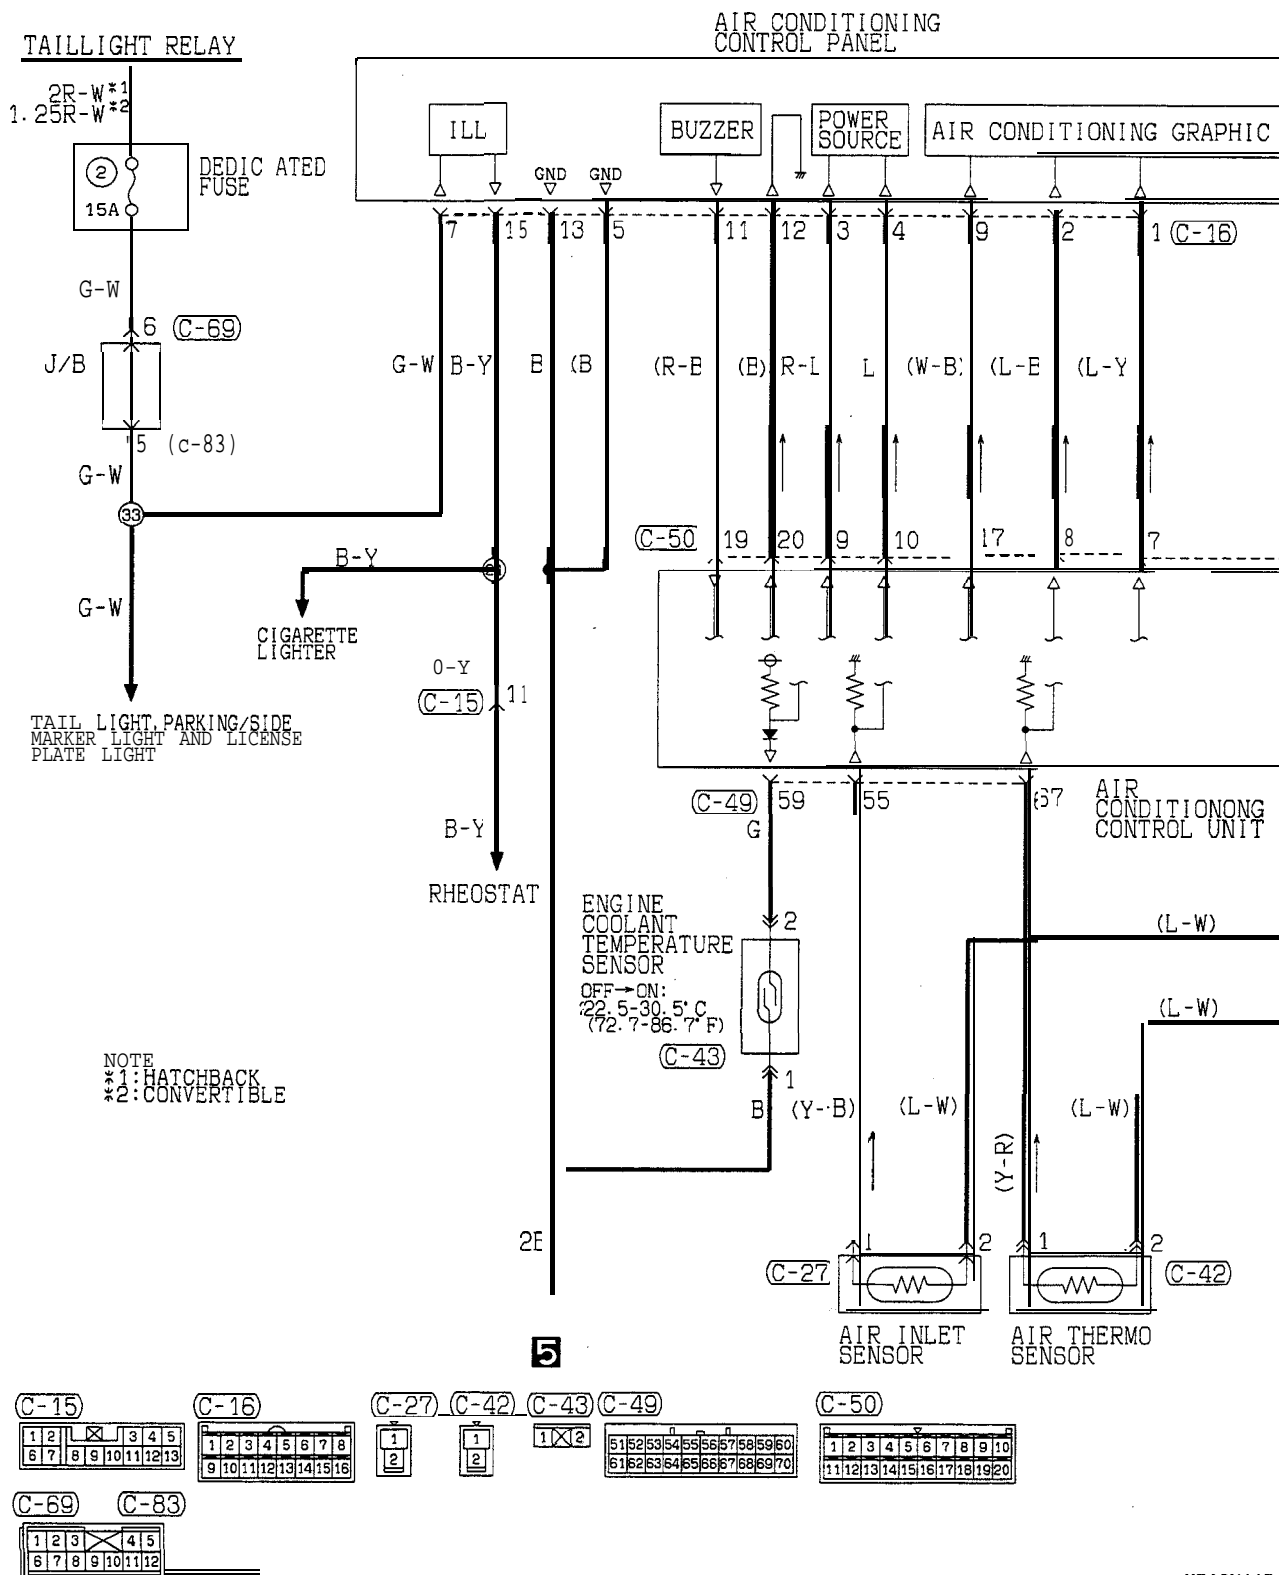 AIR CONDITIONING
CONTROL PANEL
TAILLIGHT RELAY
2R-W*1
1.25R-W*2
ILL
BUZZER
POWER
SOURCE
AIR CONDITIONING GRAPHIC
2
15A
DEDIC ATED
FUSE
GND
GND
7 15 13 5 11 12 3 4 9 2 1 (C-16)
G-W
6 (C-69)
J/B
G-W B-Y B (B (R-B (B) R-L L (W-B) (L-B (L-Y
5 (c-83)
G-W
33
(C-50 19 20 9 10 17 8 7
B-Y
G-W
CIGARETTE
LIGHTER
O-Y
(C-15) 11
TAIL LIGHT, PARKING/SIDE
MARKER LIGHT AND LICENSE
PLATE LIGHT
(C-49) 59 55 67
G
AIR
CONDITIONONG
CONTROL UNIT
B-Y
RHEOSTAT
ENGINE
COOLANT
TEMPERATURE
SENSOR
OFF→ON:
22.5-30.5°C
(72.7-86.7°F)
2
(L-W)
(L-W)
(C-43)
1
NOTE
*1:HATCHBACK
*2:CONVERTIBLE
B (Y-B) (L-W) (Y-R) (L-W)
2B
1 2 1 2
(C-27 (C-42)
AIR INLET
SENSOR
AIR THERMO
SENSOR
5
(C-15) (C-16) (C-27) (C-42) (C-43) (C-49) (C-50)
1 2 3 4 5
6 7 8 9 10 11 12 13
1 2 3 4 5 6 7 8
9 10 11 12 13 14 15 16
1
2
1
2
1 2
51 52 53 54 55 56 57 58 59 60
61 62 63 64 65 66 67 68 69 70
1 2 3 4 5 6 7 8 9 10
11 12 13 14 15 16 17 18 19 20
(C-69) (C-83)
1 2 3 4 5
6 7 8 9 10 11 12